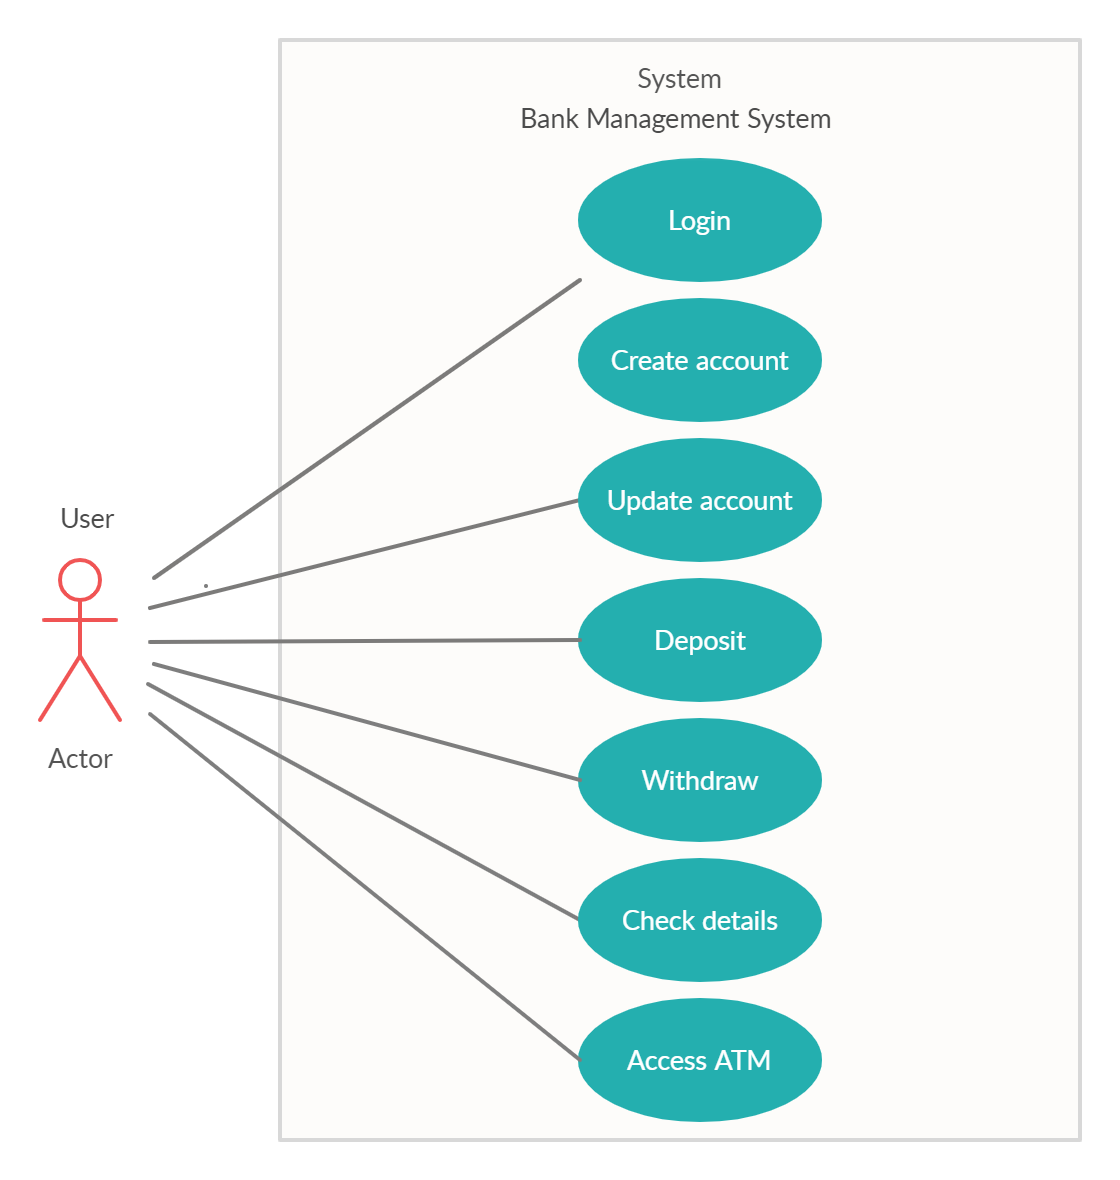 System
Bank Management System
Login
Create account
Update account
User
Deposit
Actor
Withdraw
Check details
Access ATM